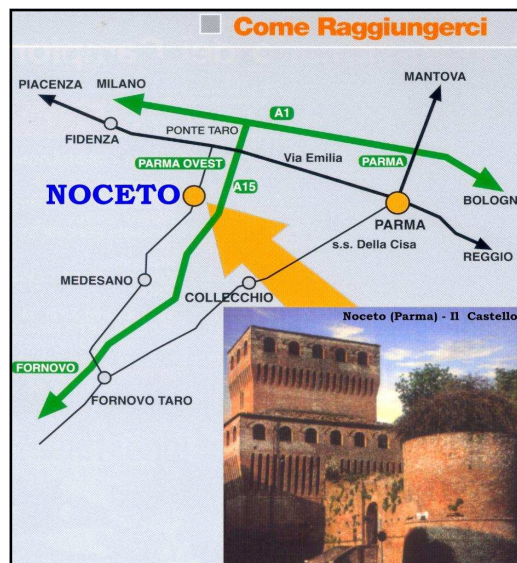 Come Raggiungerci
MANTOVA
PIACENZA
MILANO
A1
FIDENZA
PONTE TARO
Via Emilia
PARMA OVEST
PARMA
NOCETO
A15
BOLOGN
PARMA
s.s. Della Cisa
REGGIO
MEDESANO
COLLECCHIO
Noceto (Parma) - Il Castello
FORNOVO
FORNOVO TARO